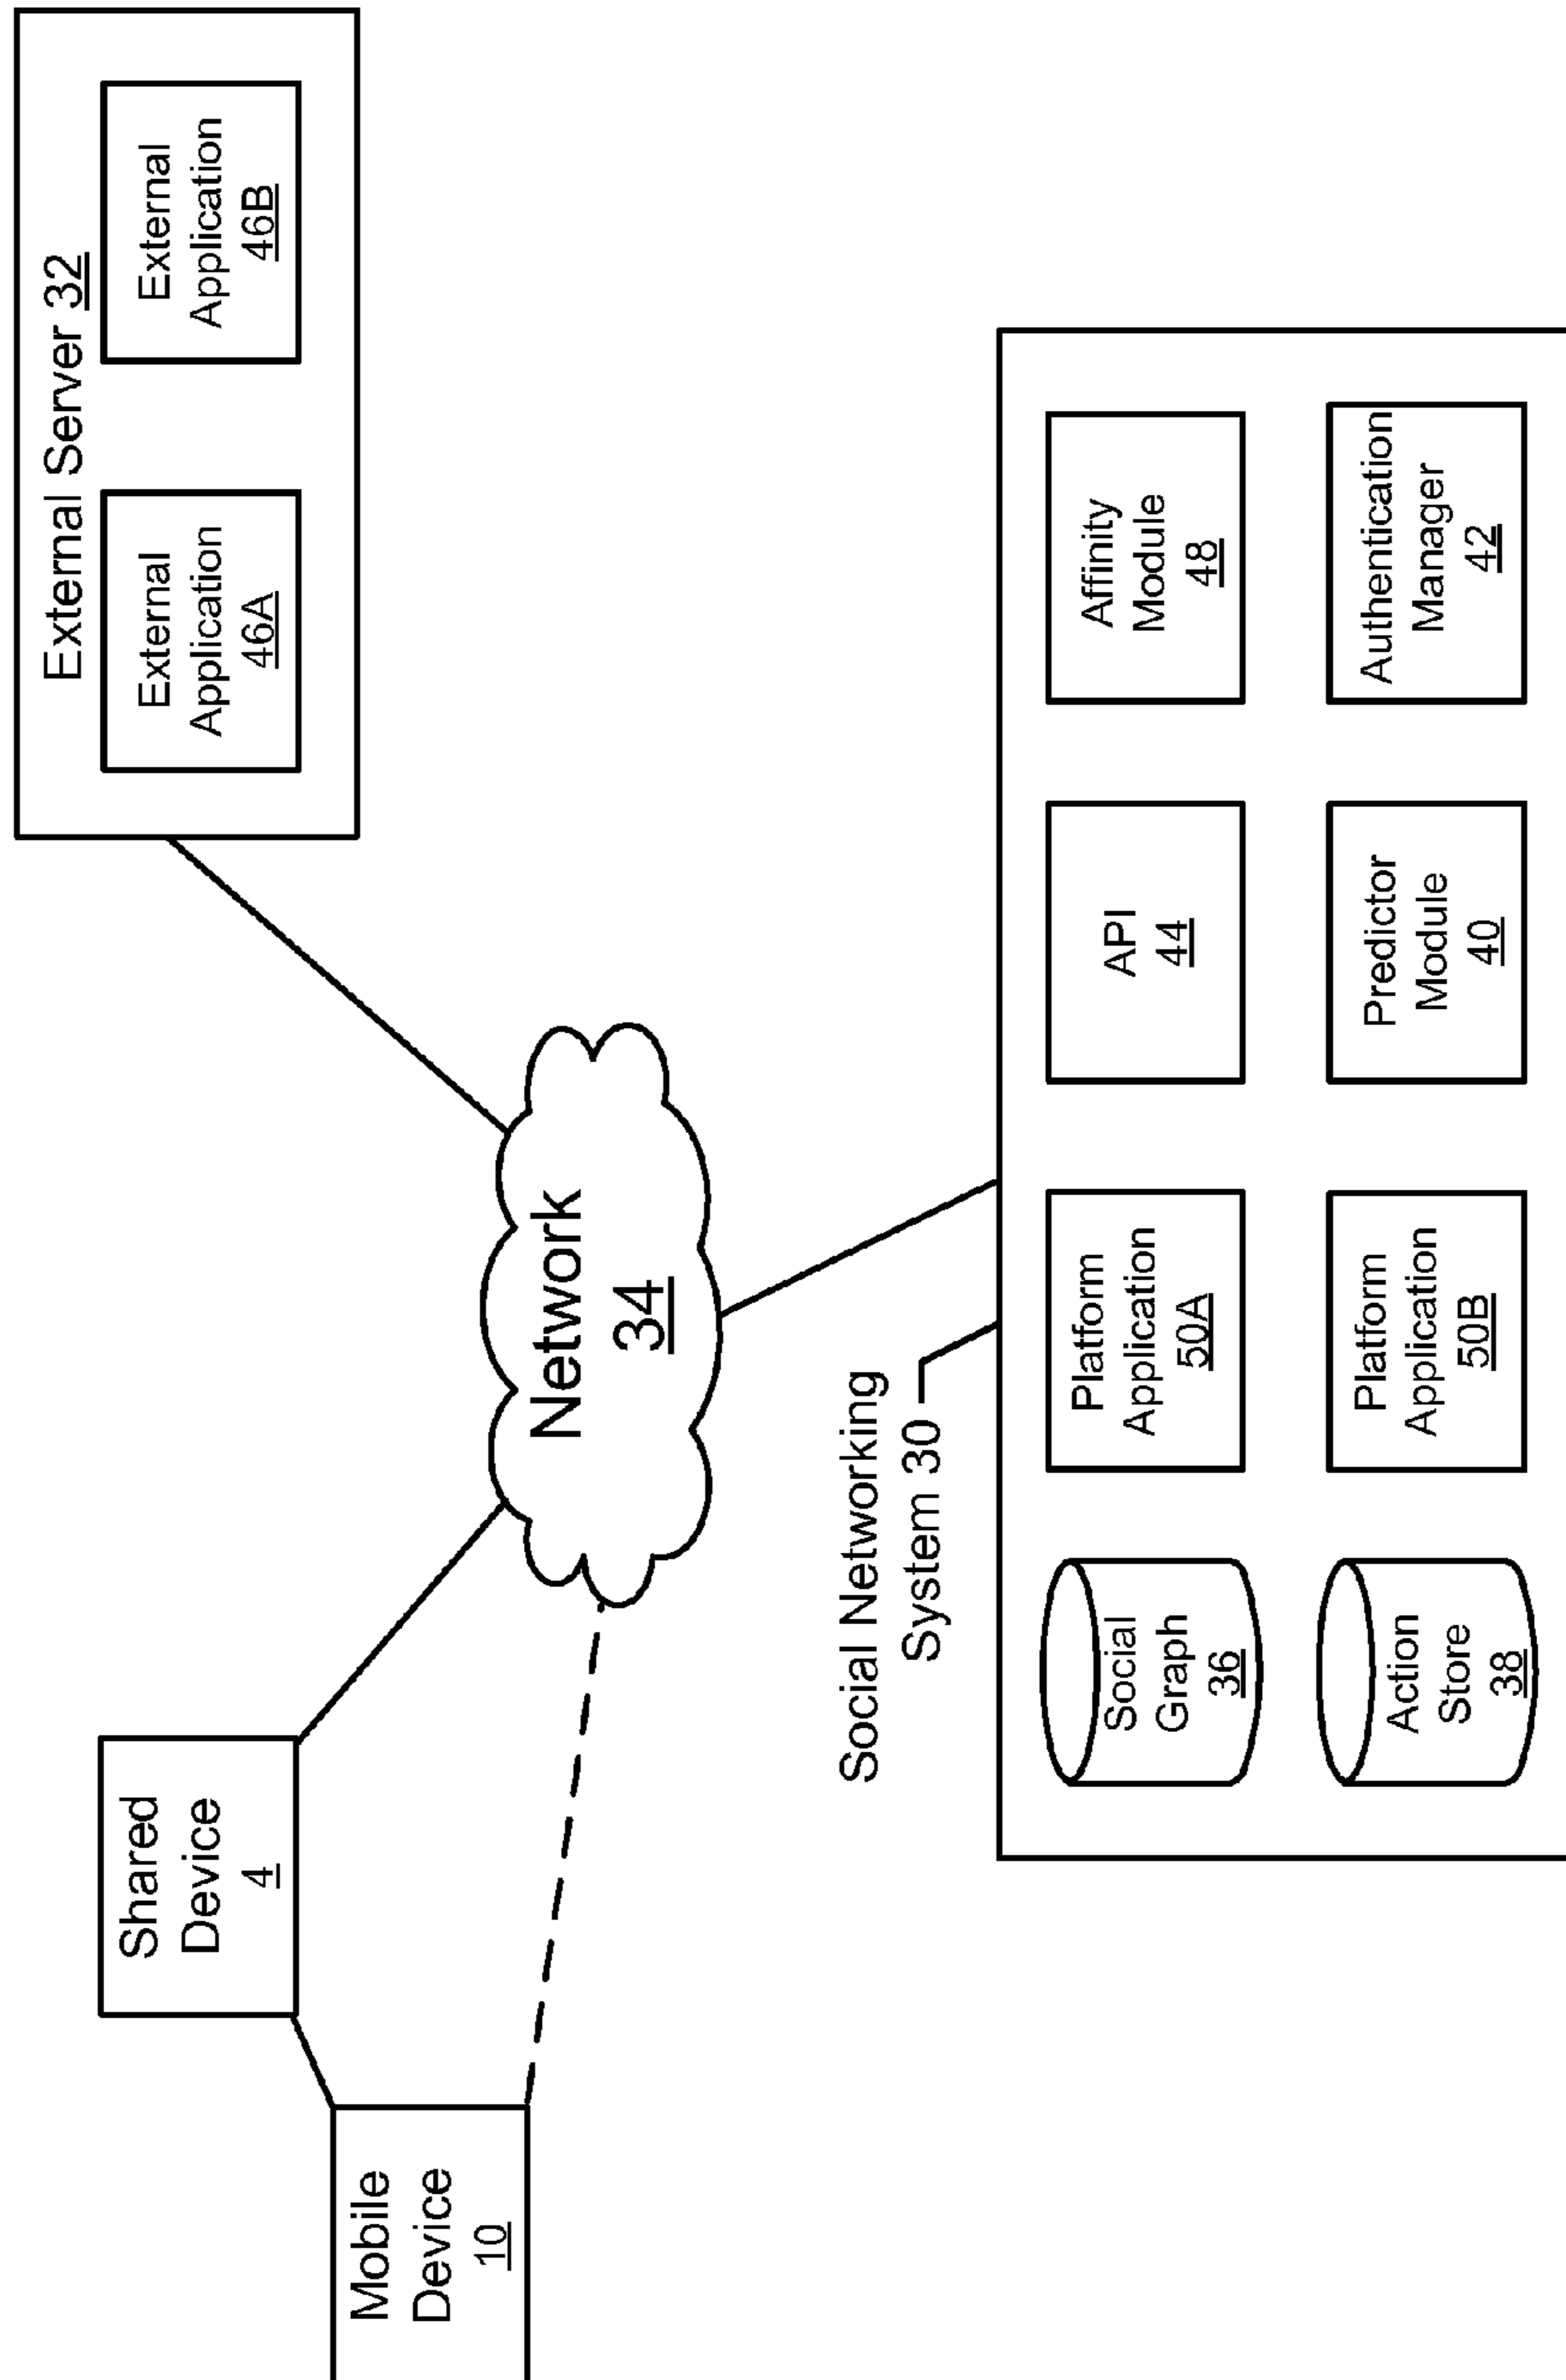 External Server 32
External
Application
46A
External
Application
46B
Shared
Device
4
Mobile
Device
10
Network
34
Social Networking
System 30
Social
Graph
36
Platform
Application
50A
API
44
Affinity
Module
48
Action
Store
38
Platform
Application
50B
Predictor
Module
40
Authentication
Manager
42